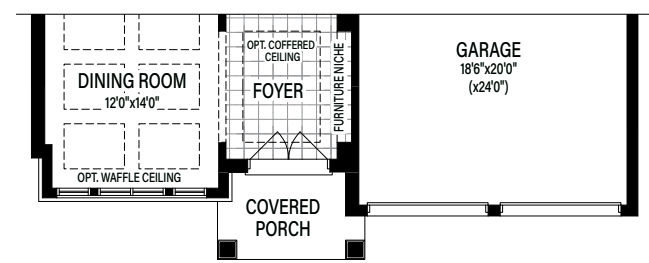 DINING ROOM
12'0"x14'0"
OPT. WAFFLE CEILING
OPT. COFFERED
CEILING
FOYER
FURNITURE NICHE
COVERED
PORCH
GARAGE
18'6"x20'0"
(x24'0")